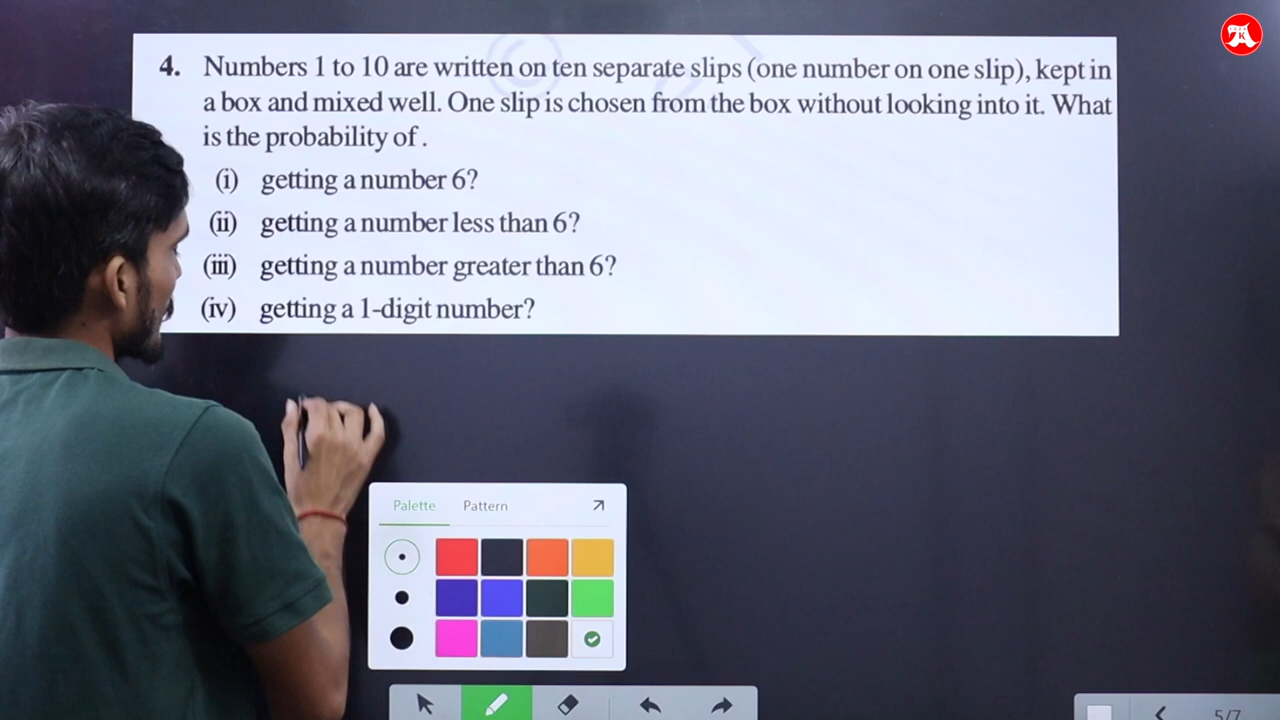 4. Numbers 1 to 10 are written on ten separate slips (one number on one slip), kept in
a box and mixed well. One slip is chosen from the box without looking into it. What
is the probability of .
(i) getting a number 6?
(ii) getting a number less than 6?
(iii) getting a number greater than 6?
(iv) getting a 1-digit number?
Palette Pattern
5/7